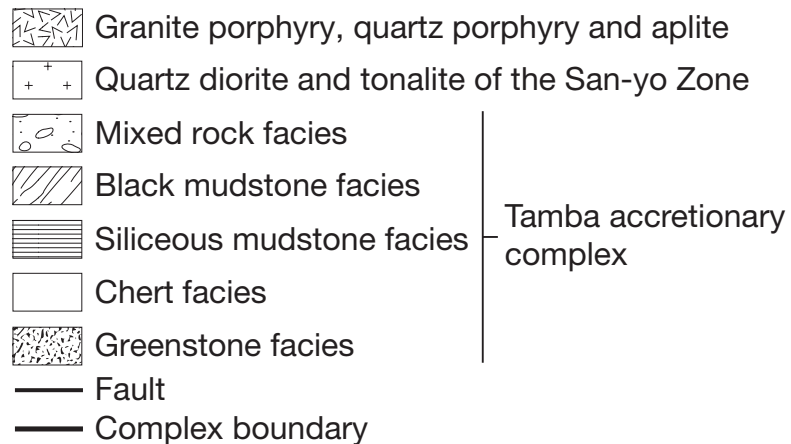 Granite porphyry, quartz porphyry and aplite
Quartz diorite and tonalite of the San-yo Zone
Mixed rock facies
Black mudstone facies
Siliceous mudstone facies
Chert facies
Greenstone facies
Tamba accretionary
complex
Fault
Complex boundary